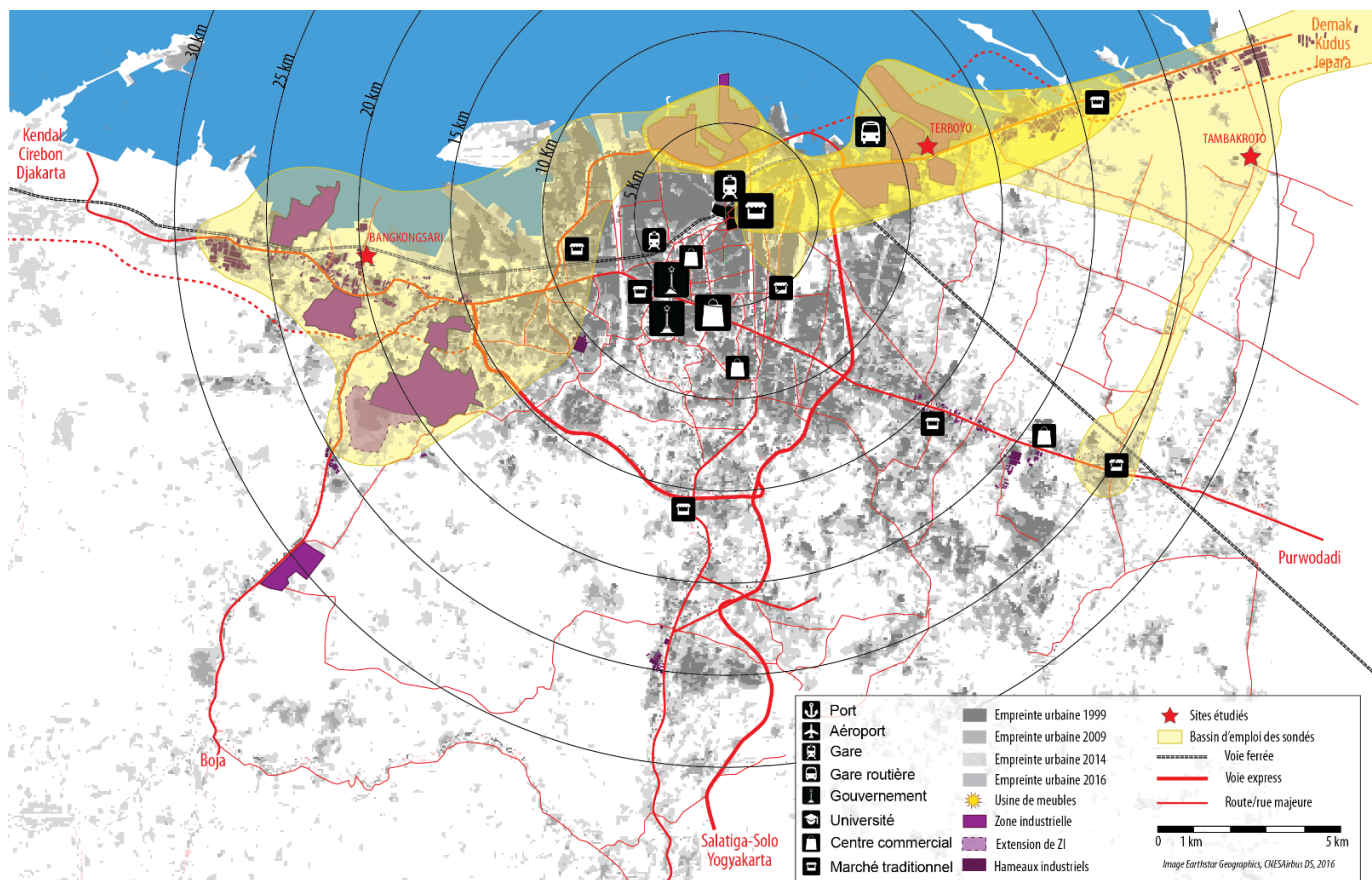 30 km
25 km
20 km
15 km
10 Km
5 Km
Demak
Kudus
Jepara
Kendal
Cirebon
Djakarta
TERBOYO
TAMBAKROTO
BANGKONGSARI
Purwodadi
Boja
Salatiga-Solo
Yogyakarta
Port
Aéroport
Gare
Gare routière
Gouvernement
Université
Centre commercial
Marché traditionnel
Empreinte urbaine 1999
Empreinte urbaine 2009
Empreinte urbaine 2014
Empreinte urbaine 2016
Usine de meubles
Zone industrielle
Extension de ZI
Hameaux industriels
Sites étudiés
Bassin d'emploi des sondés
Voie ferrée
Voie express
Route/rue majeure
0 1 km 5 km
Image Earthstar Geographics, CNESAirbus DS, 2016